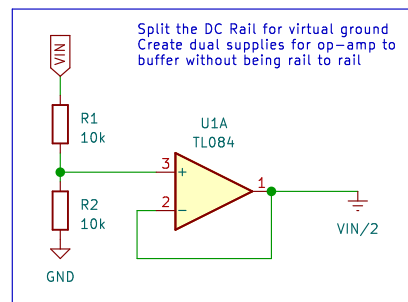 Split the DC Rail for virtual ground
Create dual supplies for op-amp to
buffer without being rail to rail
VIN
R1
10k
U1A
TL084
3
+
1
2
-
R2
10k
VIN/2
GND